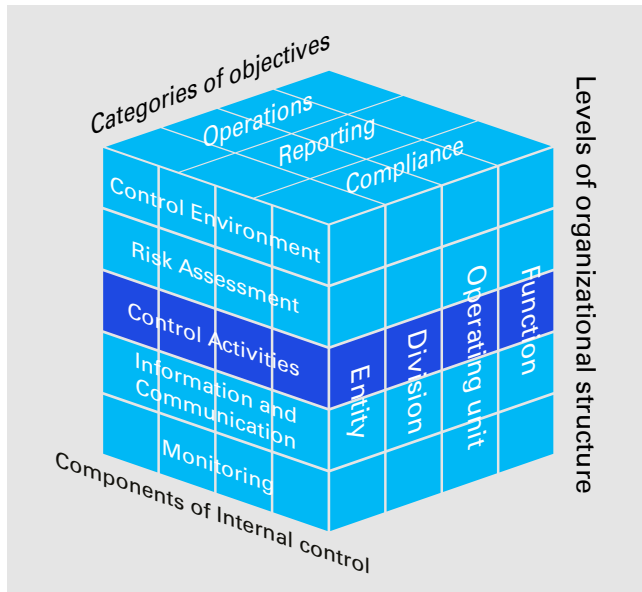 Categories of objectives
Operations
Reporting
Compliance
Control Environment
Risk Assessment
Control Activities
Information and
Communication
Monitoring
Components of Internal control
Entity
Division
Operating unit
Function
Levels of organizational structure